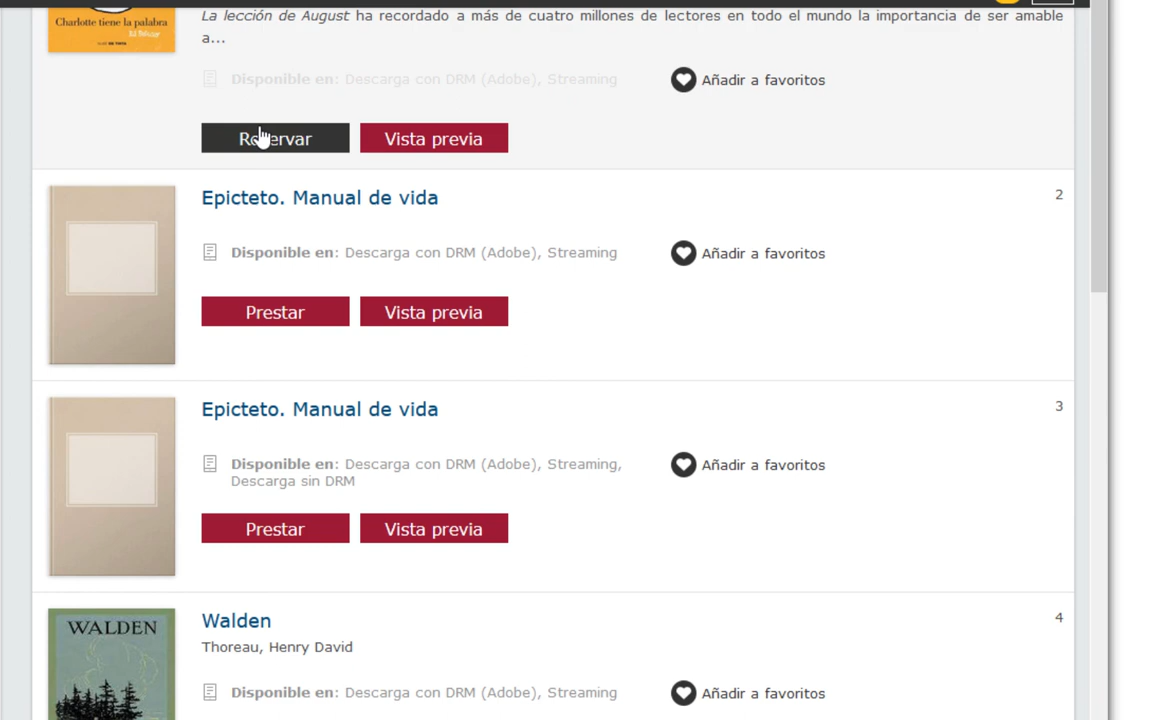 Charlotte tiene la palabra
La lección de August ha recordado a más de cuatro millones de lectores en todo el mundo la importancia de ser amable
a...
Disponible en: Descarga con DRM (Adobe), Streaming
Añadir a favoritos
Reservar
Vista previa
Epicteto. Manual de vida
2
Disponible en: Descarga con DRM (Adobe), Streaming
Añadir a favoritos
Prestar
Vista previa
Epicteto. Manual de vida
3
Disponible en: Descarga con DRM (Adobe), Streaming,
Descarga sin DRM
Añadir a favoritos
Prestar
Vista previa
WALDEN
Walden
4
Thoreau, Henry David
Disponible en: Descarga con DRM (Adobe), Streaming
Añadir a favoritos